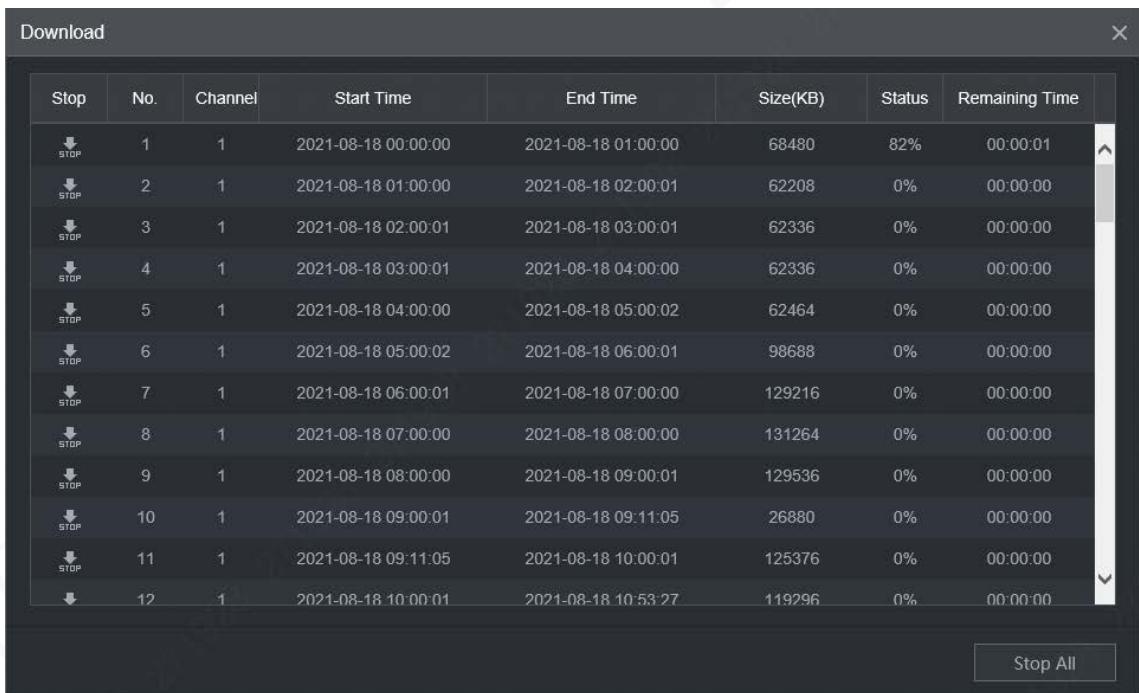 Download
Stop No. Channel Start Time End Time Size(KB) Status Remaining Time
STOP 1 1 2021-08-18 00:00:00 2021-08-18 01:00:00 68480 82% 00:00:01
STOP 2 1 2021-08-18 01:00:00 2021-08-18 02:00:01 62208 0% 00:00:00
STOP 3 1 2021-08-18 02:00:01 2021-08-18 03:00:01 62336 0% 00:00:00
STOP 4 1 2021-08-18 03:00:01 2021-08-18 04:00:00 62336 0% 00:00:00
STOP 5 1 2021-08-18 04:00:00 2021-08-18 05:00:02 62464 0% 00:00:00
STOP 6 1 2021-08-18 05:00:02 2021-08-18 06:00:01 98688 0% 00:00:00
STOP 7 1 2021-08-18 06:00:01 2021-08-18 07:00:00 129216 0% 00:00:00
STOP 8 1 2021-08-18 07:00:00 2021-08-18 08:00:00 131264 0% 00:00:00
STOP 9 1 2021-08-18 08:00:00 2021-08-18 09:00:01 129536 0% 00:00:00
STOP 10 1 2021-08-18 09:00:01 2021-08-18 09:11:05 26880 0% 00:00:00
STOP 11 1 2021-08-18 09:11:05 2021-08-18 10:00:01 125376 0% 00:00:00
12 1 2021-08-18 10:00:01 2021-08-18 10:53:27 119296 0% 00:00:00
Stop All